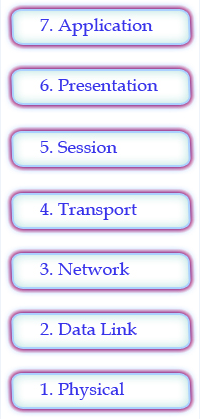 7. Application
6. Presentation
5. Session
4. Transport
3. Network
2. Data Link
1. Physical